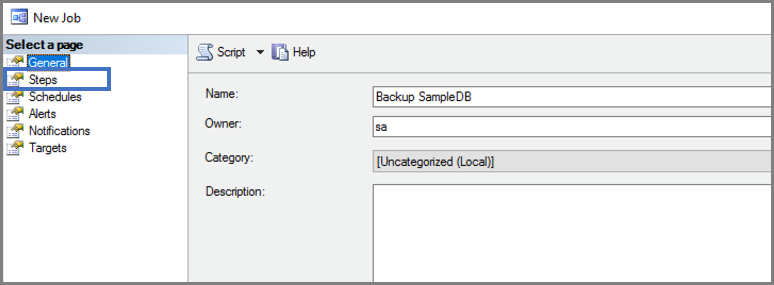 New Job
Select a page
General
Steps
Schedules
Alerts
Notifications
Targets
Script Help
Name: Backup SampleDB
Owner: sa
Category: [Uncategorized (Local)]
Description: